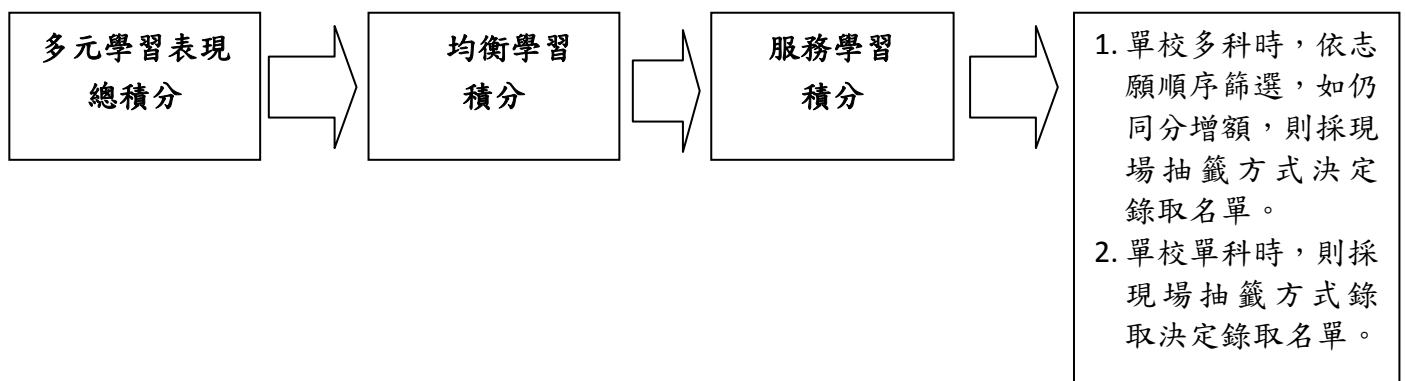 多元學習表現
總積分
均衡學習
積分
服務學習
積分
1. 單校多科時，依志
願順序篩選，如仍
同分增額，則採現
場抽籤方式決定
錄取名單。
2. 單校單科時，則採
現場抽籤方式錄
取決定錄取名單。